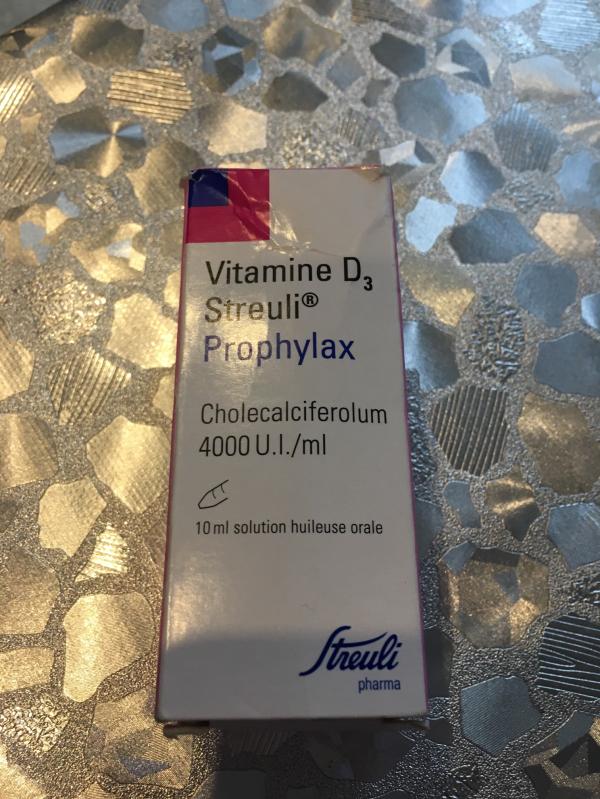 Vitamine D₃
Streuli®
Prophylax
Cholecalciferolum
4000 U.I./ml
10 ml solution huileuse orale
Streuli
pharma